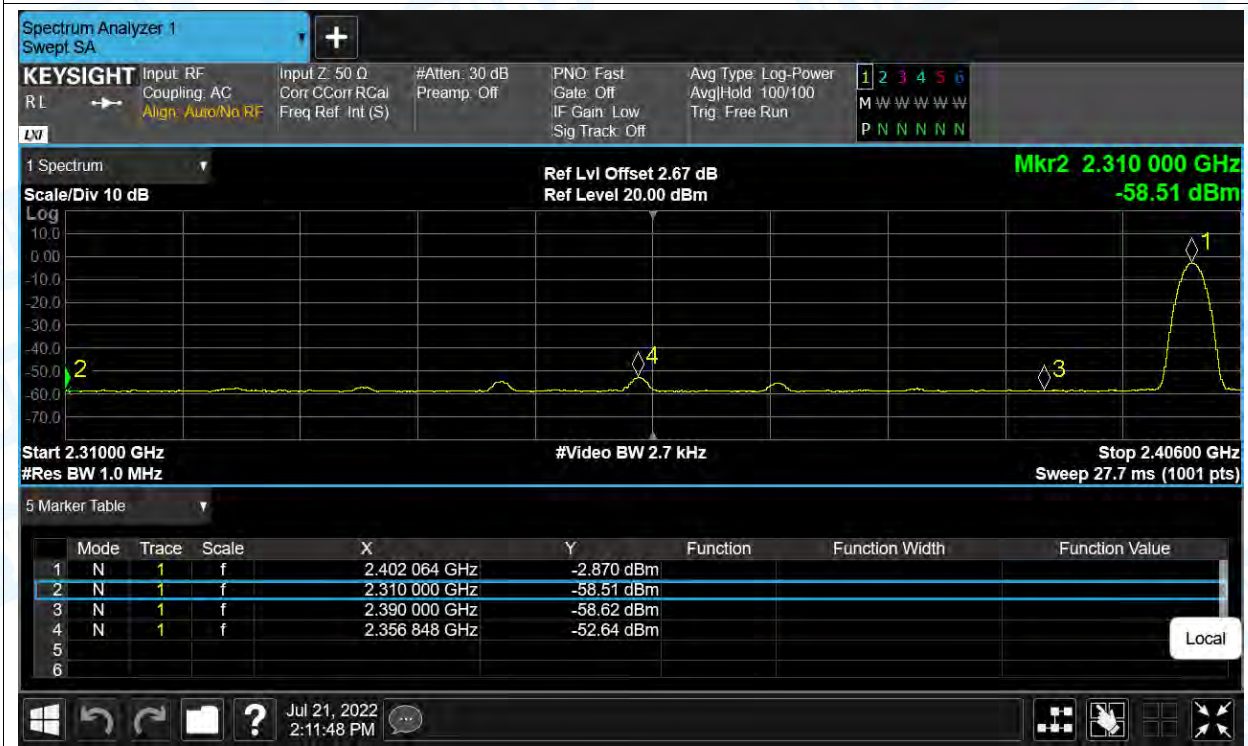 Spectrum Analyzer 1
Swept SA
KEYSIGHT
RL
LXI
Input: RF
Coupling: AC
Align: Auto/No RF
Input Z: 50 Ω
Corr CCorr RCal
Freq Ref: Int (S)
#Atten: 30 dB
Preamp: Off
PNO: Fast
Gate: Off
IF Gain: Low
Sig Track: Off
Avg Type: Log-Power
Avg|Hold: 100/100
Trig: Free Run
1 2 3 4 5 6
M W W W W W
P N N N N N
1 Spectrum
Scale/Div 10 dB
Ref Lvl Offset 2.67 dB
Ref Level 20.00 dBm
Mkr2 2.310 000 GHz
-58.51 dBm
Log
10.0
0.00
-10.0
-20.0
-30.0
-40.0
-50.0
-60.0
-70.0
1
2
4
3
Start 2.31000 GHz
#Res BW 1.0 MHz
#Video BW 2.7 kHz
Stop 2.40600 GHz
Sweep 27.7 ms (1001 pts)
5 Marker Table
Mode Trace Scale X Y Function Function Width Function Value
1 N 1 f 2.402 064 GHz -2.870 dBm
2 N 1 f 2.310 000 GHz -58.51 dBm
3 N 1 f 2.390 000 GHz -58.62 dBm
4 N 1 f 2.356 848 GHz -52.64 dBm
5
6
Local
?
Jul 21, 2022
2:11:48 PM